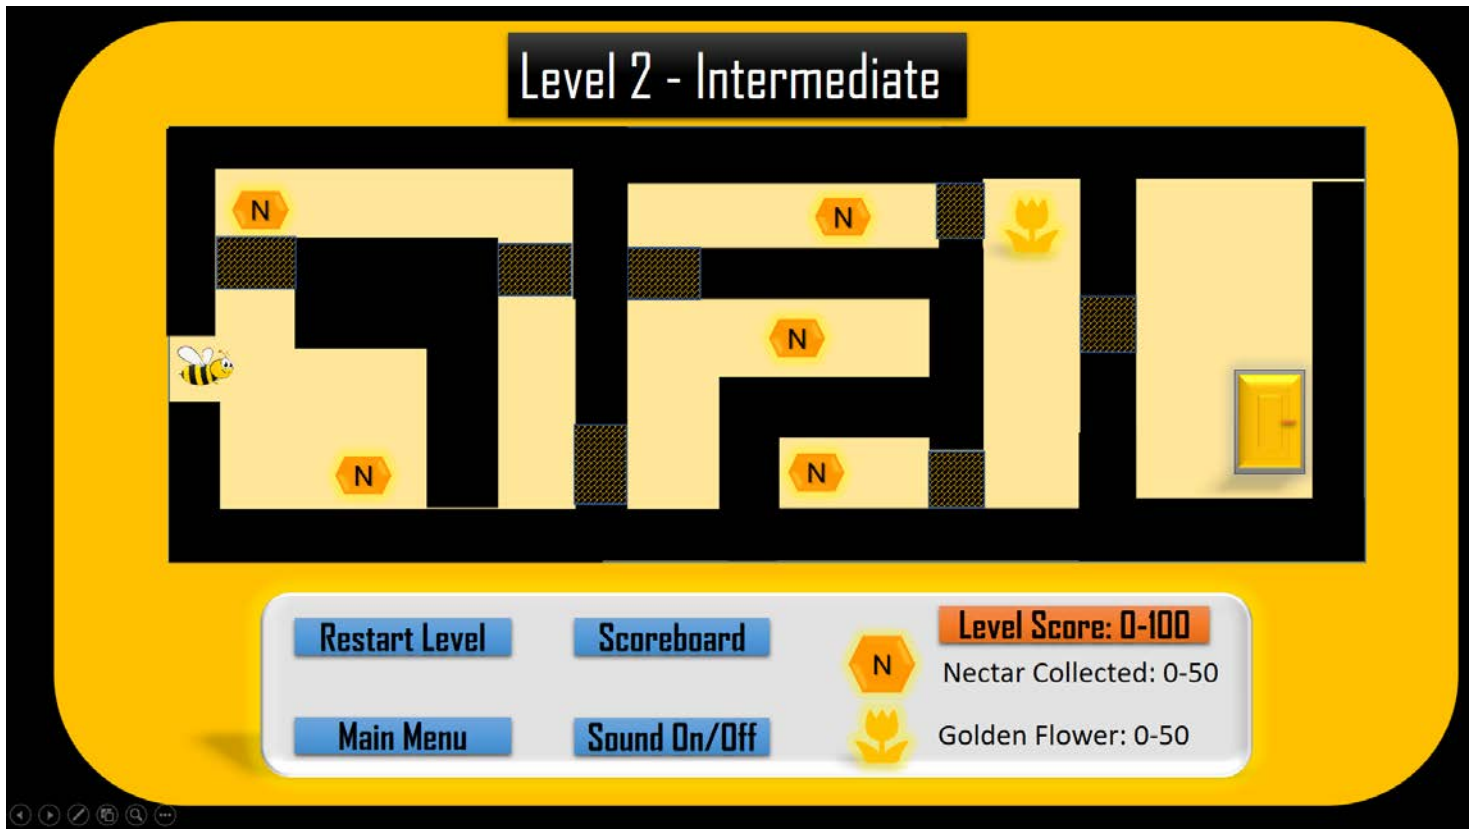 Level 2 - Intermediate
N
N
N
N
N
Restart Level
Scoreboard
Level Score: 0-100
N
Nectar Collected: 0-50
Main Menu
Sound On/Off
Golden Flower: 0-50